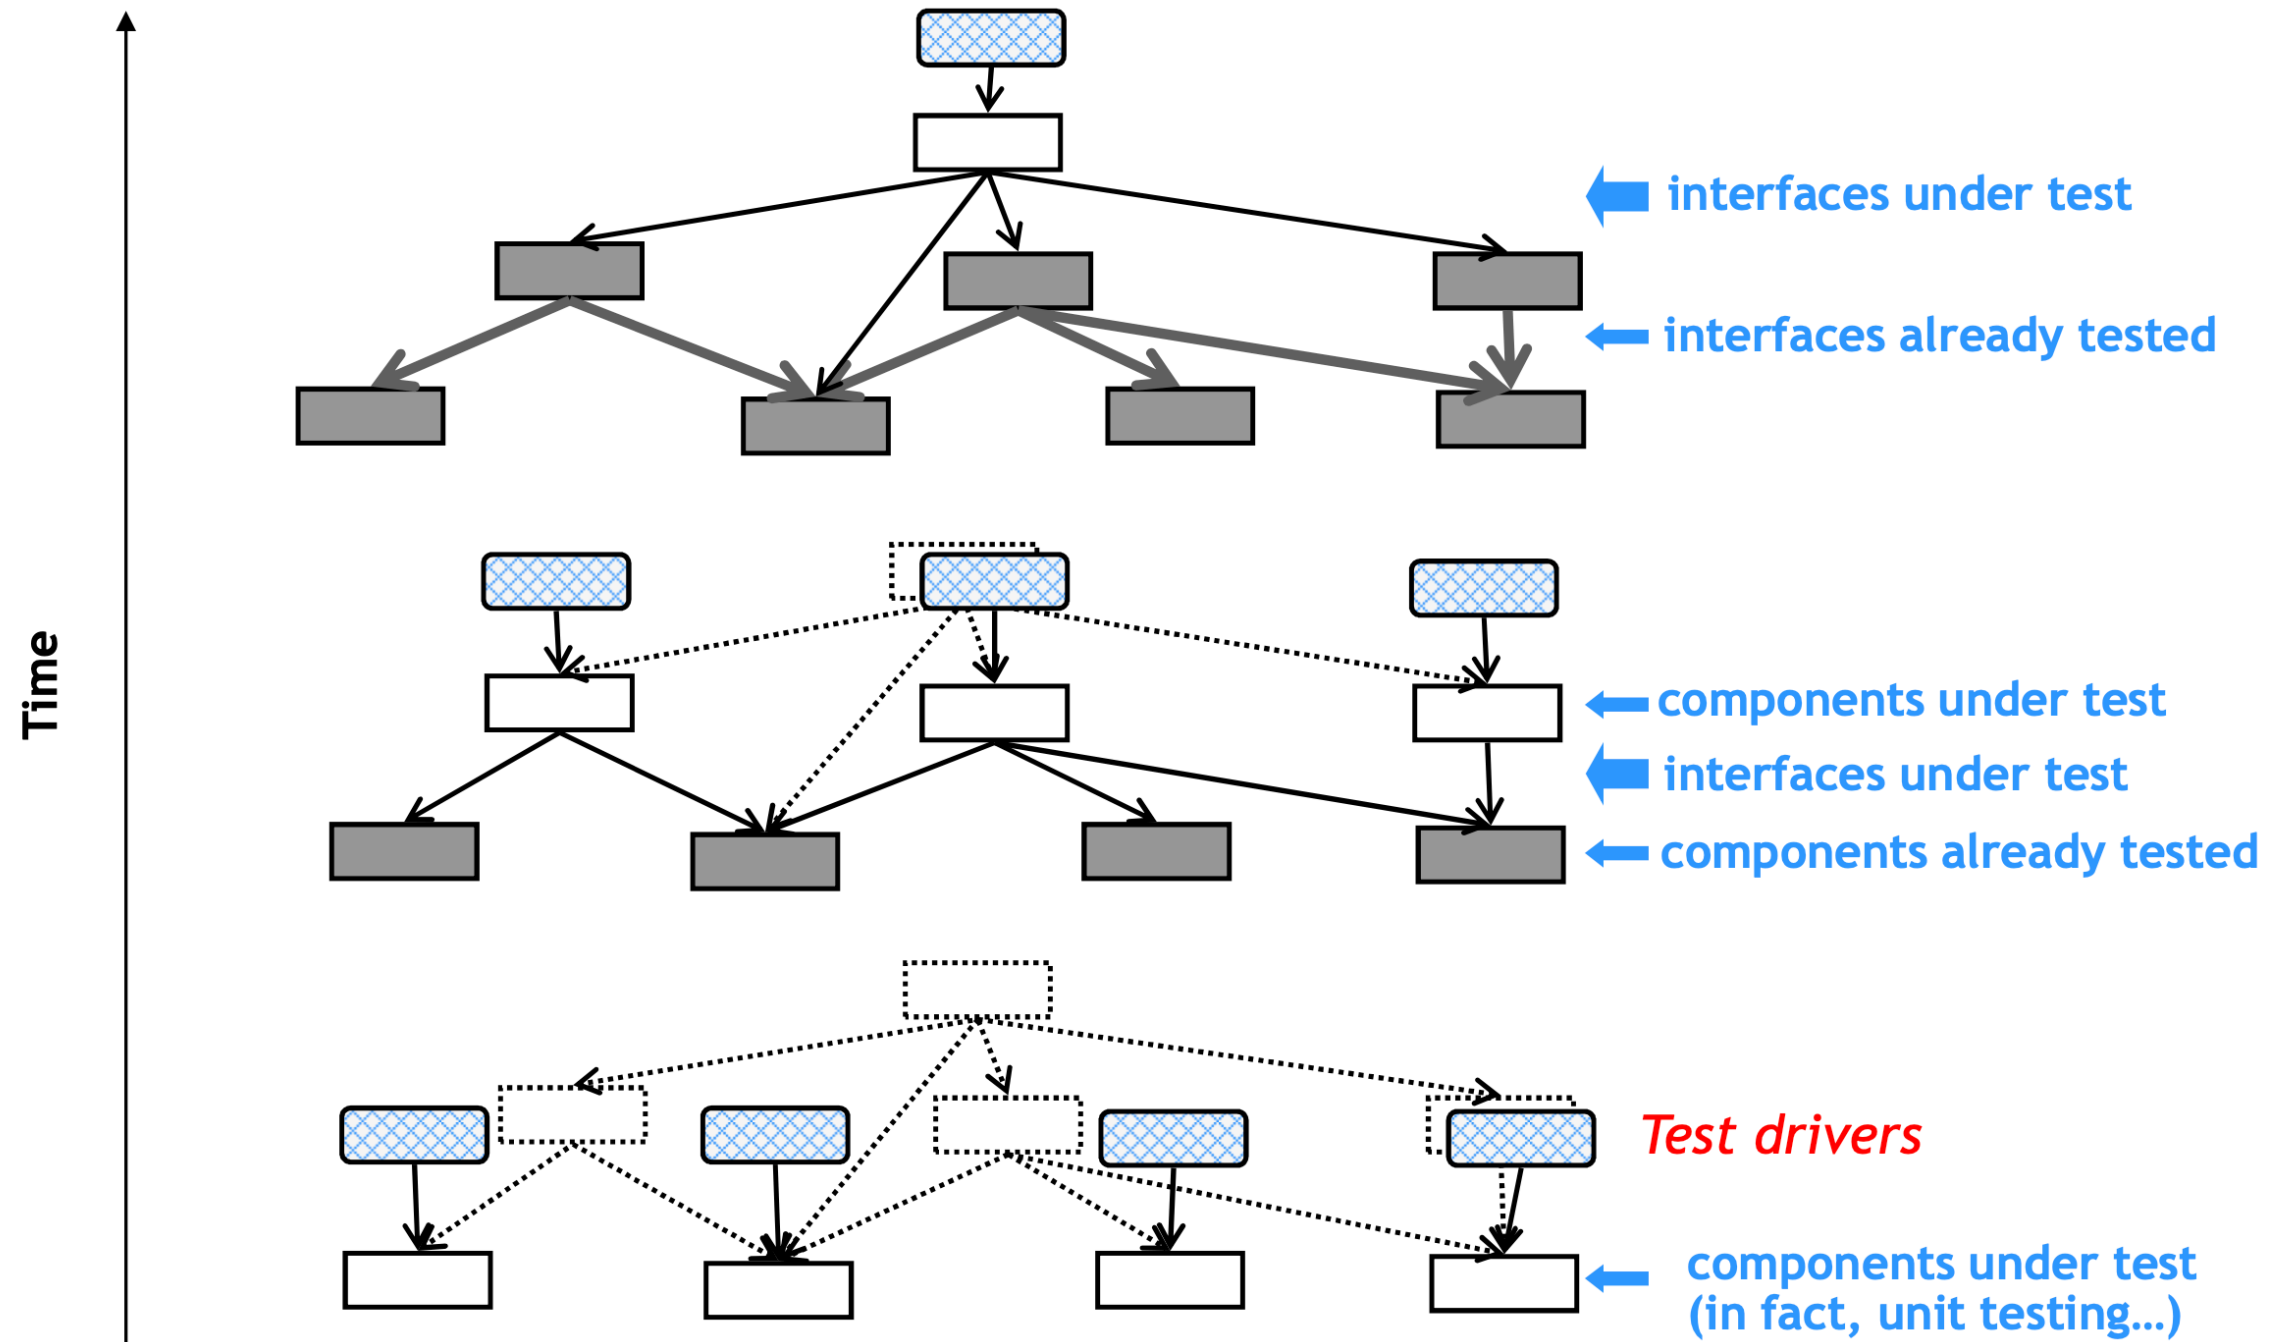 interfaces under test
interfaces already tested
Time
components under test
interfaces under test
components already tested
Test drivers
components under test
(in fact, unit testing...)